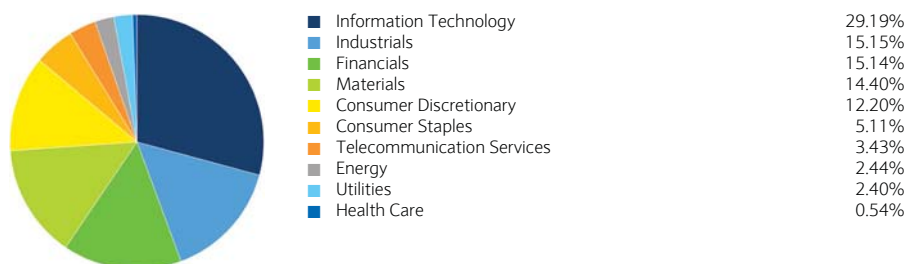 Information Technology 29.19%
Industrials 15.15%
Financials 15.14%
Materials 14.40%
Consumer Discretionary 12.20%
Consumer Staples 5.11%
Telecommunication Services 3.43%
Energy 2.44%
Utilities 2.40%
Health Care 0.54%